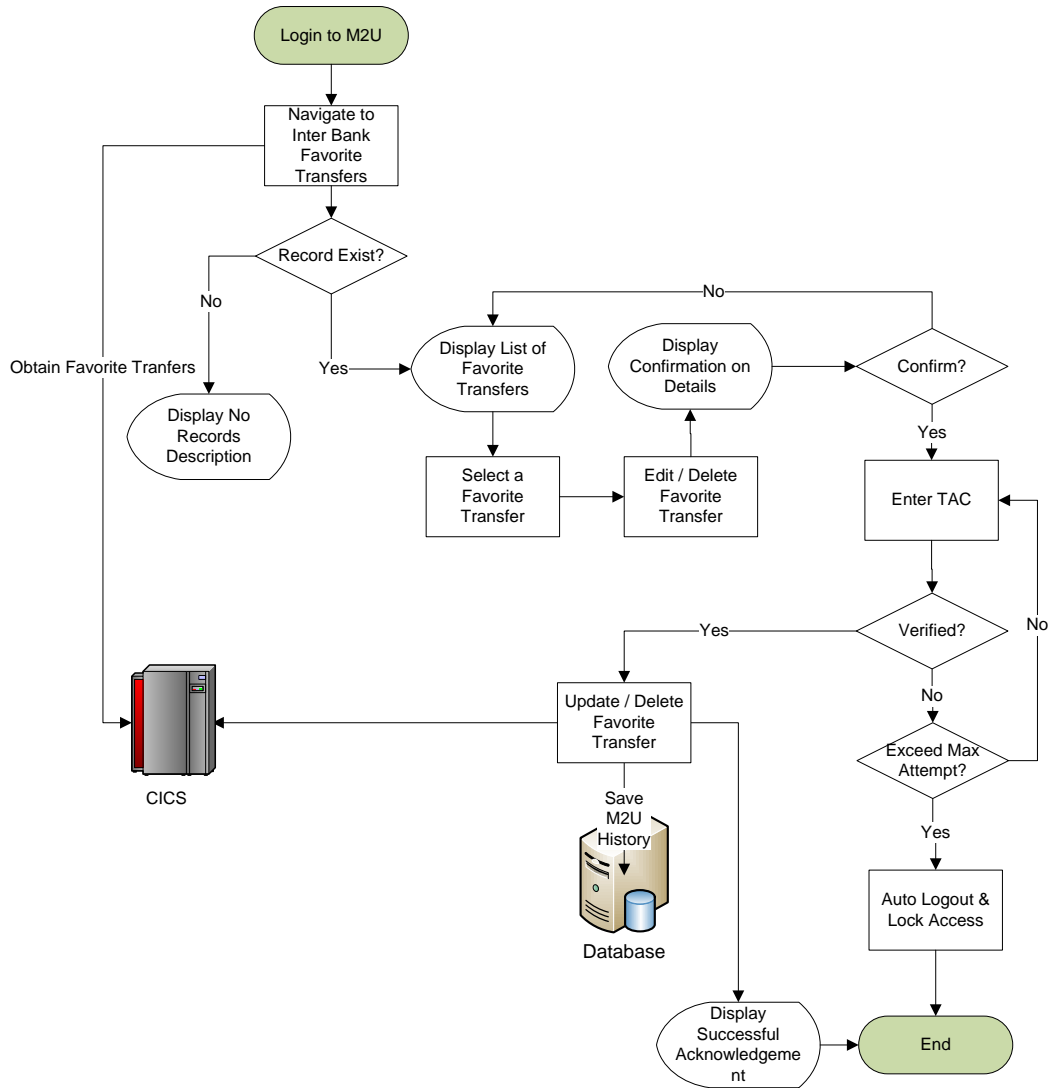 Login to M2U
Navigate to
Inter Bank
Favorite
Transfers
Record Exist?
No
Yes
Obtain Favorite Tranfers
Display No
Records
Description
Display List of
Favorite
Transfers
Select a
Favorite
Transfer
Edit / Delete
Favorite
Transfer
Display
Confirmation on
Details
No
Confirm?
Yes
Enter TAC
Verified?
Yes
No
No
Exceed Max
Attempt?
Yes
Auto Logout &
Lock Access
Update / Delete
Favorite
Transfer
CICS
Save
M2U
History
Database
Display
Successful
Acknowledgeme
nt
End